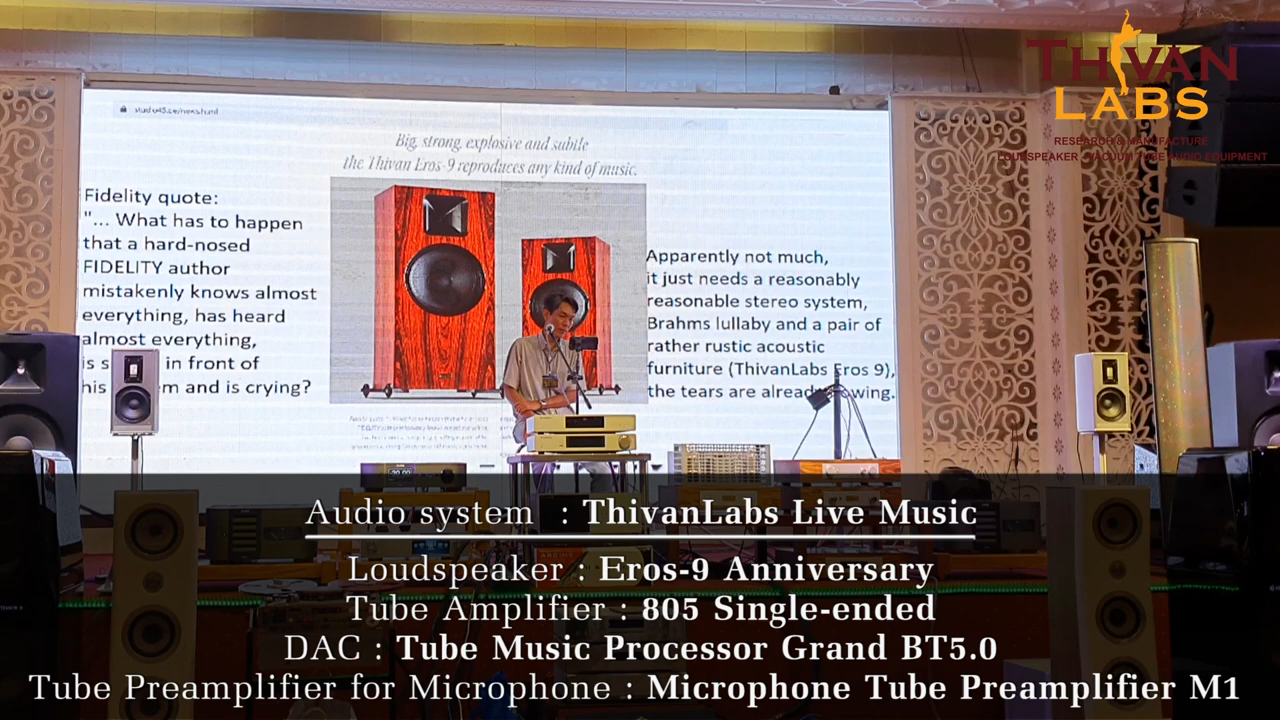 THIVAN
LABS
RESEARCH & MANUFACTURE
LOUDSPEAKER - VACUUM TUBE AUDIO EQUIPMENT
Big, strong, explosive and subtle
the Thivan Eros-9 reproduces any kind of music.
Fidelity quote:
"... What has to happen
that a hard-nosed
FIDELITY author
mistakenly knows almost
everything, has heard
almost everything,
is in front of
his and is crying?
Apparently not much,
it just needs a reasonably
reasonable stereo system,
Brahms lullaby and a pair of
rather rustic acoustic
furniture (ThivanLabs Eros 9),
the tears are
Audio system : ThivanLabs Live Music
Loudspeaker : Eros-9 Anniversary
Tube Amplifier : 805 Single-ended
DAC : Tube Music Processor Grand BT5.0
Tube Preamplifier for Microphone : Microphone Tube Preamplifier M1